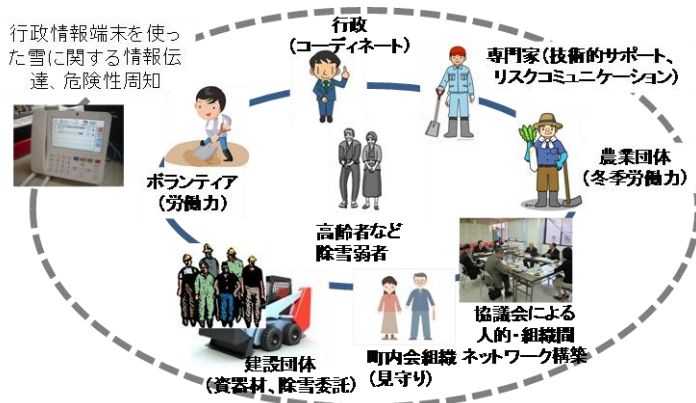 行政情報端末を使っ
た雪に関する情報伝
達、危険性周知
行政
（コーディネート）
専門家（技術的サポート、
リスクコミュニケーション）
ボランティア
（労働力）
農業団体
（冬季労働力）
高齢者など
除雪弱者
建設団体
（資器材、除雪委託）
町内会組織
（見守り）
協議会による
人的・組織間
ネットワーク構築